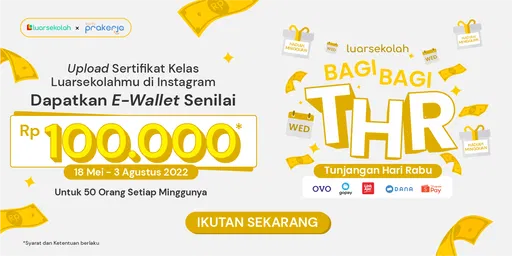 luarsekolah x prakerja
Upload Sertifikat Kelas
Luarsekolahmu di Instagram
Dapatkan E-Wallet Senilai
Rp 100.000*
18 Mei - 3 Agustus 2022
Untuk 50 Orang Setiap Minggunya
*Syarat dan Ketentuan berlaku
luarsekolah
BAGI BAGI
THR
WED
WED
Tunjangan Hari Rabu
OVO gopay DANA Pay
IKUTAN SEKARANG